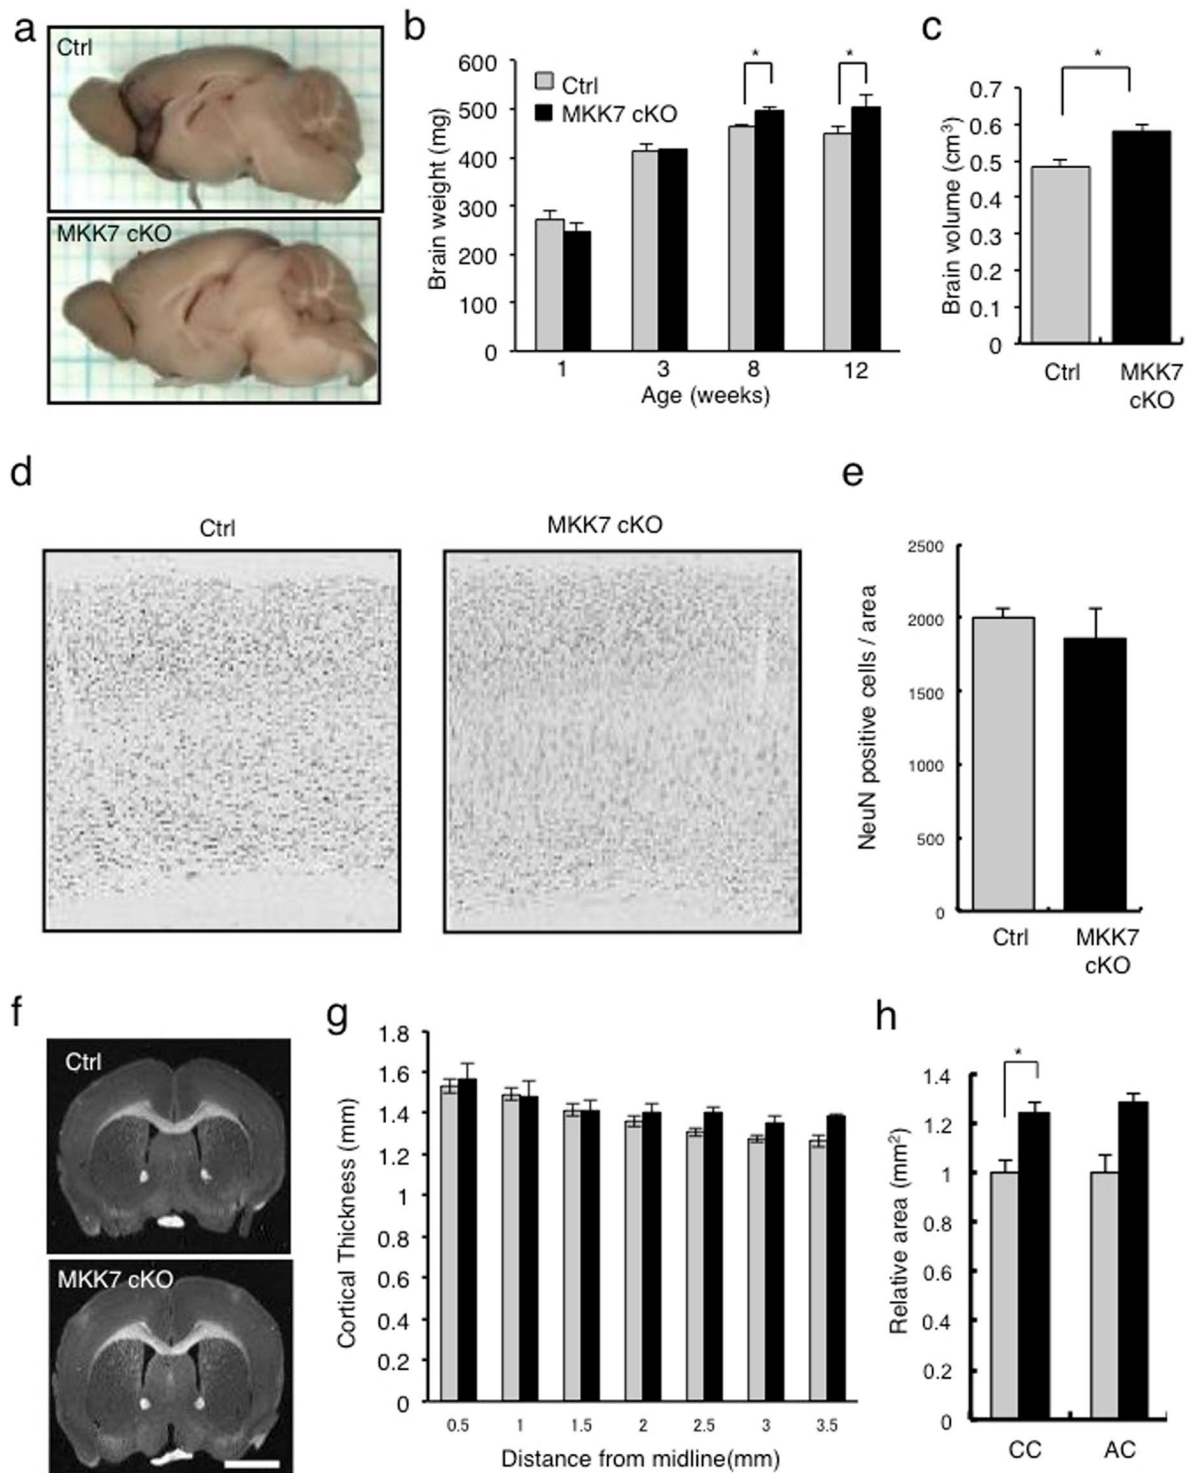 a
Ctrl
MKK7 cKO
b
Brain weight (mg)
600
500
400
300
200
100
0
Ctrl
MKK7 cKO
*
*
1 3 8 12
Age (weeks)
c
Brain volume (cm3)
0.7
0.6
0.5
0.4
0.3
0.2
0.1
0
*
Ctrl MKK7
cKO
d
Ctrl
MKK7 cKO
e
NeuN positive cells / area
2500
2000
1500
1000
500
0
Ctrl MKK7
cKO
f
Ctrl
MKK7 cKO
g
Cortical Thickness (mm)
1.8
1.6
1.4
1.2
1
0.8
0.6
0.4
0.2
0
0.5 1 1.5 2 2.5 3 3.5
Distance from midline(mm)
h
Relative area (mm2)
1.4
1.2
1
0.8
0.6
0.4
0.2
0
*
CC AC